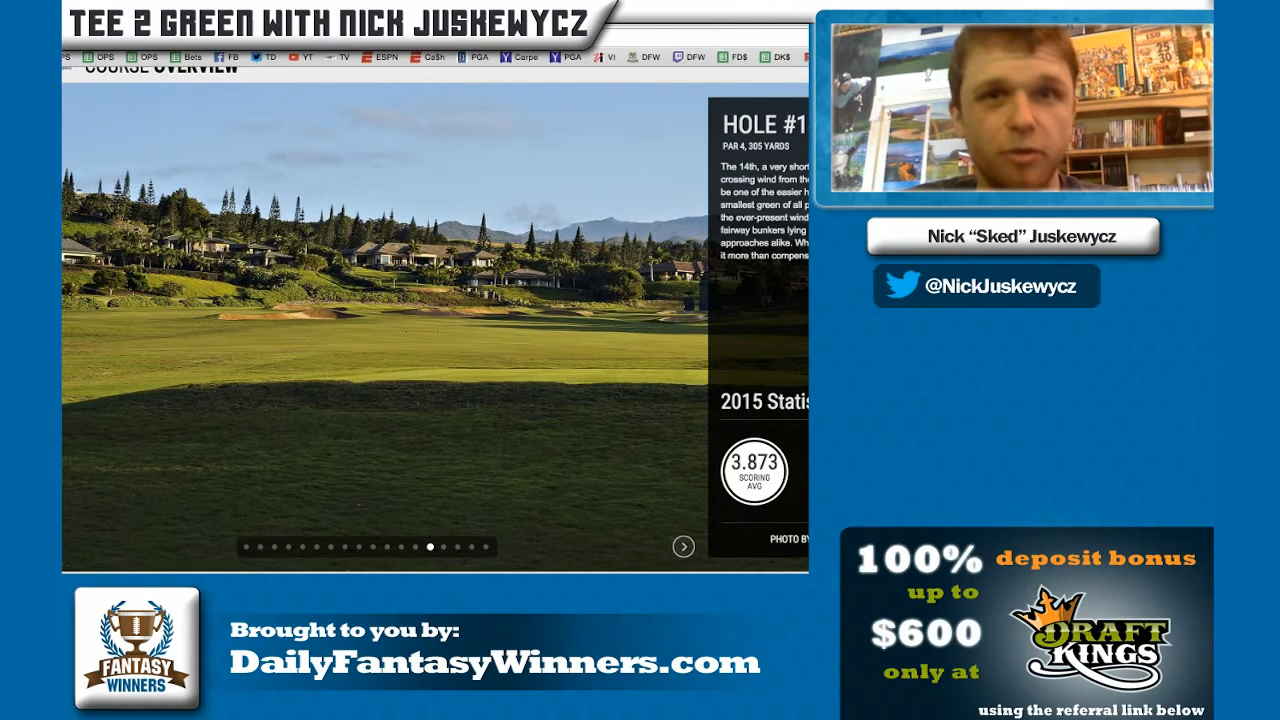 TEE 2 GREEN WITH NICK JUSKEWYCZ
OPS OPS Bets FB TD YT TV ESPN Ca$h PGA Carpe PGA VI DFW DFW FD$ DK$
COURSE OVERVIEW
HOLE #1
PAR 4, 305 YARDS
The 14th, a very short
crossing wind from the
be one of the easier h
smallest green of all p
the ever-present wind
fairway bunkers lying
approaches alike. Wh
it more than compens
2015 Statis
3.873
SCORING
AVG
PHOTO BY
Nick “Sked” Juskewycz
@NickJuskewycz
FANTASY
WINNERS
Brought to you by:
DailyFantasyWinners.com
100% deposit bonus
up to
$600
only at
DRAFT
KINGS
using the referral link below